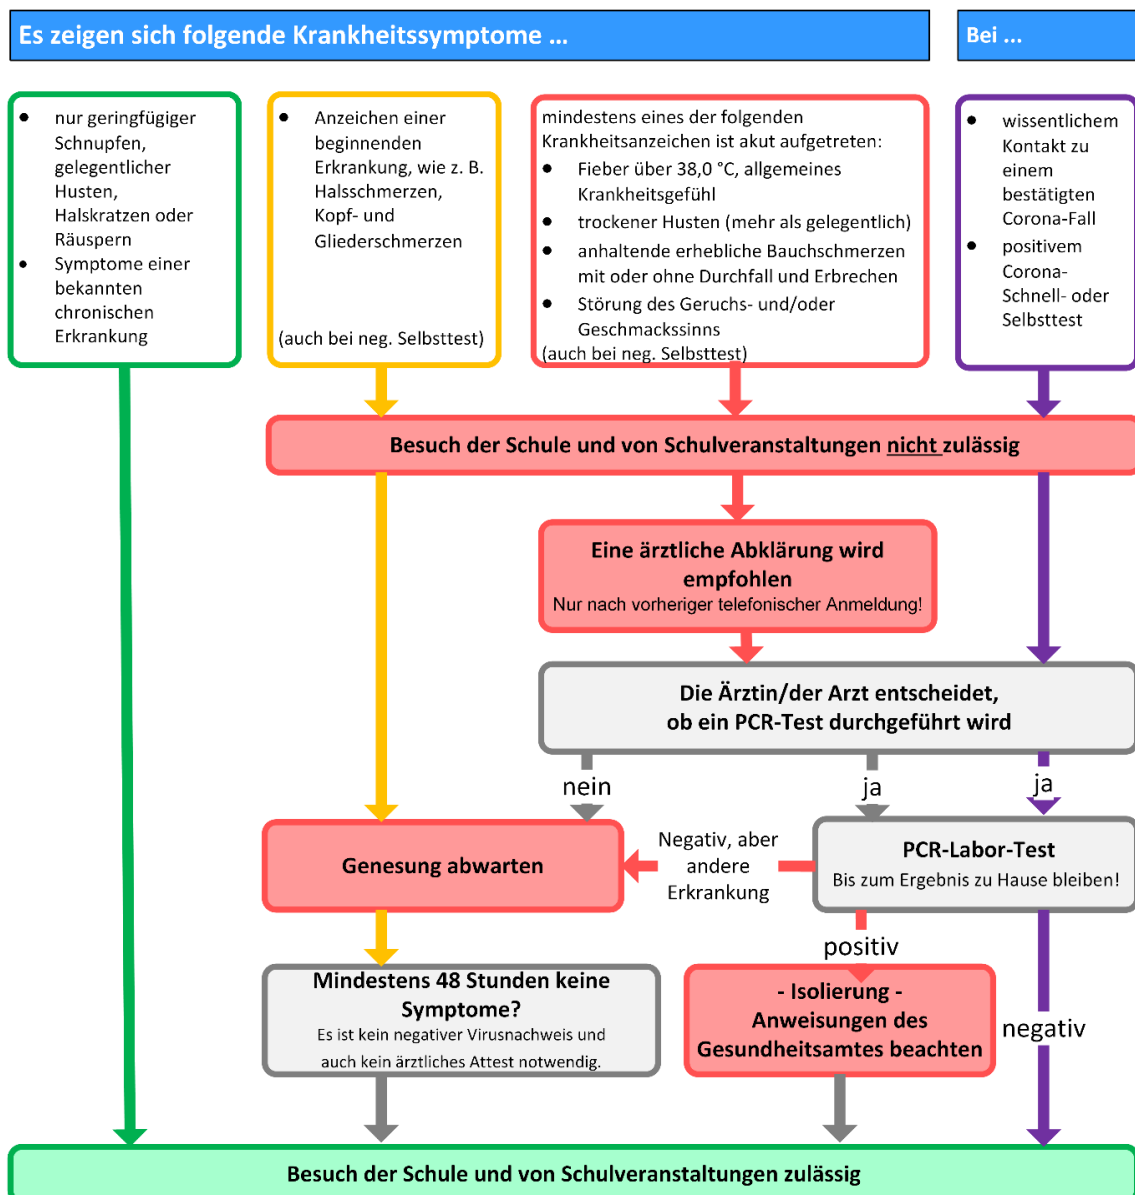 Es zeigen sich folgende Krankheitssymptome ...
Bei ...
nur geringfügiger
Schnupfen,
gelegentlicher
Husten,
Halskratzen oder
Räuspern
Symptome einer
bekannten
chronischen
Erkrankung
Anzeichen einer
beginnenden
Erkrankung, wie z. B.
Halsschmerzen,
Kopf- und
Gliederschmerzen
(auch bei neg. Selbsttest)
mindestens eines der folgenden
Krankheitsanzeichen ist akut aufgetreten:
Fieber über 38,0 °C, allgemeines
Krankheitsgefühl
trockener Husten (mehr als gelegentlich)
anhaltende erhebliche Bauchschmerzen
mit oder ohne Durchfall und Erbrechen
Störung des Geruchs- und/oder
Geschmackssinns
(auch bei neg. Selbsttest)
wissentlichem
Kontakt zu
einem
bestätigten
Corona-Fall
positivem
Corona-
Schnell- oder
Selbsttest
Besuch der Schule und von Schulveranstaltungen nicht zulässig
Eine ärztliche Abklärung wird
empfohlen
Nur nach vorheriger telefonischer Anmeldung!
Die Ärztin/der Arzt entscheidet,
ob ein PCR-Test durchgeführt wird
nein
ja
ja
Genesung abwarten
Negativ, aber
andere
Erkrankung
PCR-Labor-Test
Bis zum Ergebnis zu Hause bleiben!
positiv
Mindestens 48 Stunden keine
Symptome?
Es ist kein negativer Virusnachweis und
auch kein ärztliches Attest notwendig.
- Isolierung -
Anweisungen des
Gesundheitsamtes beachten
negativ
Besuch der Schule und von Schulveranstaltungen zulässig